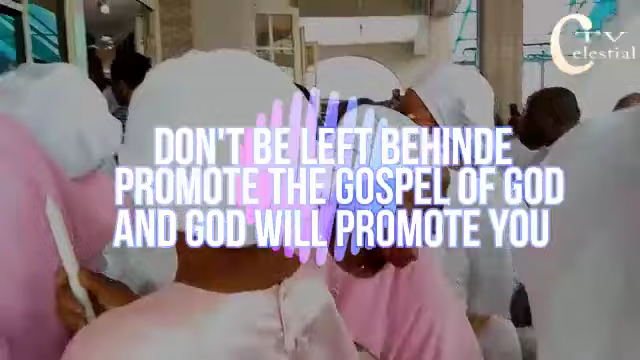 Celestial TV
DON'T BE LEFT BEHINDE
PROMOTE THE GOSPEL OF GOD
AND GOD WILL PROMOTE YOU